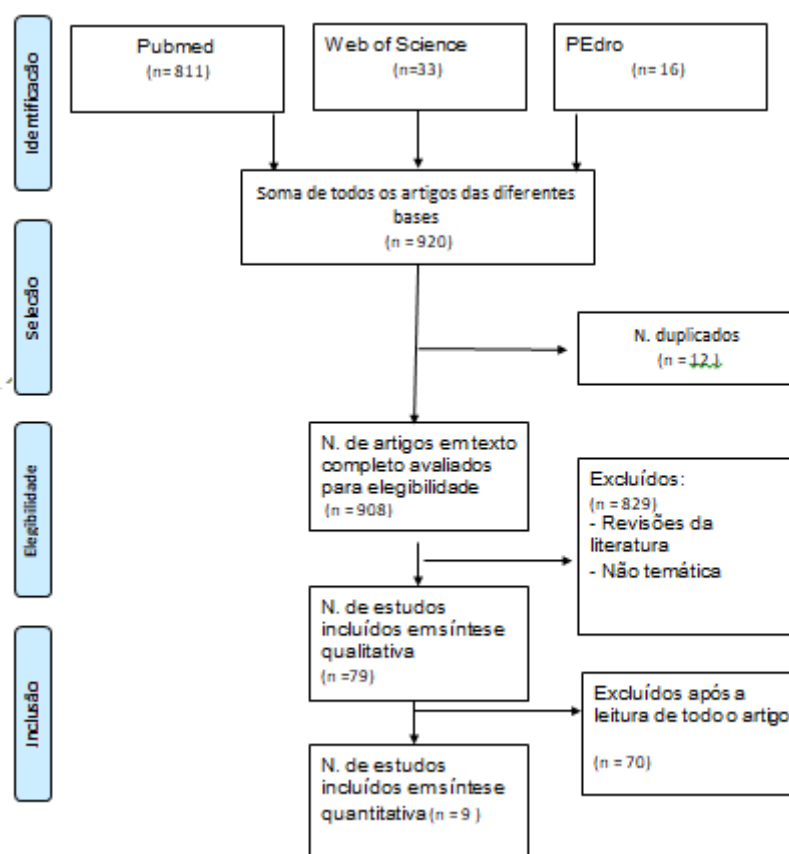 Identificação
Pubmed
(n= 811)
Web of Science
(n=33)
PEdro
(n= 16)
Soma de todos os artigos das diferentes
bases
(n = 920)
Seleção
N. duplicados
(n = 12 )
Elegibilidade
N. de artigos em texto
completo avaliados
para elegibilidade
(n = 908)
Excluídos:
(n = 829)
- Revisões da
literatura
- Não temática
Inclusão
N. de estudos
incluídos em síntese
qualitativa
(n =79)
Excluídos após a
leitura de todo o artigo
(n = 70)
N. de estudos
incluídos em síntese
quantitativa (n = 9 )